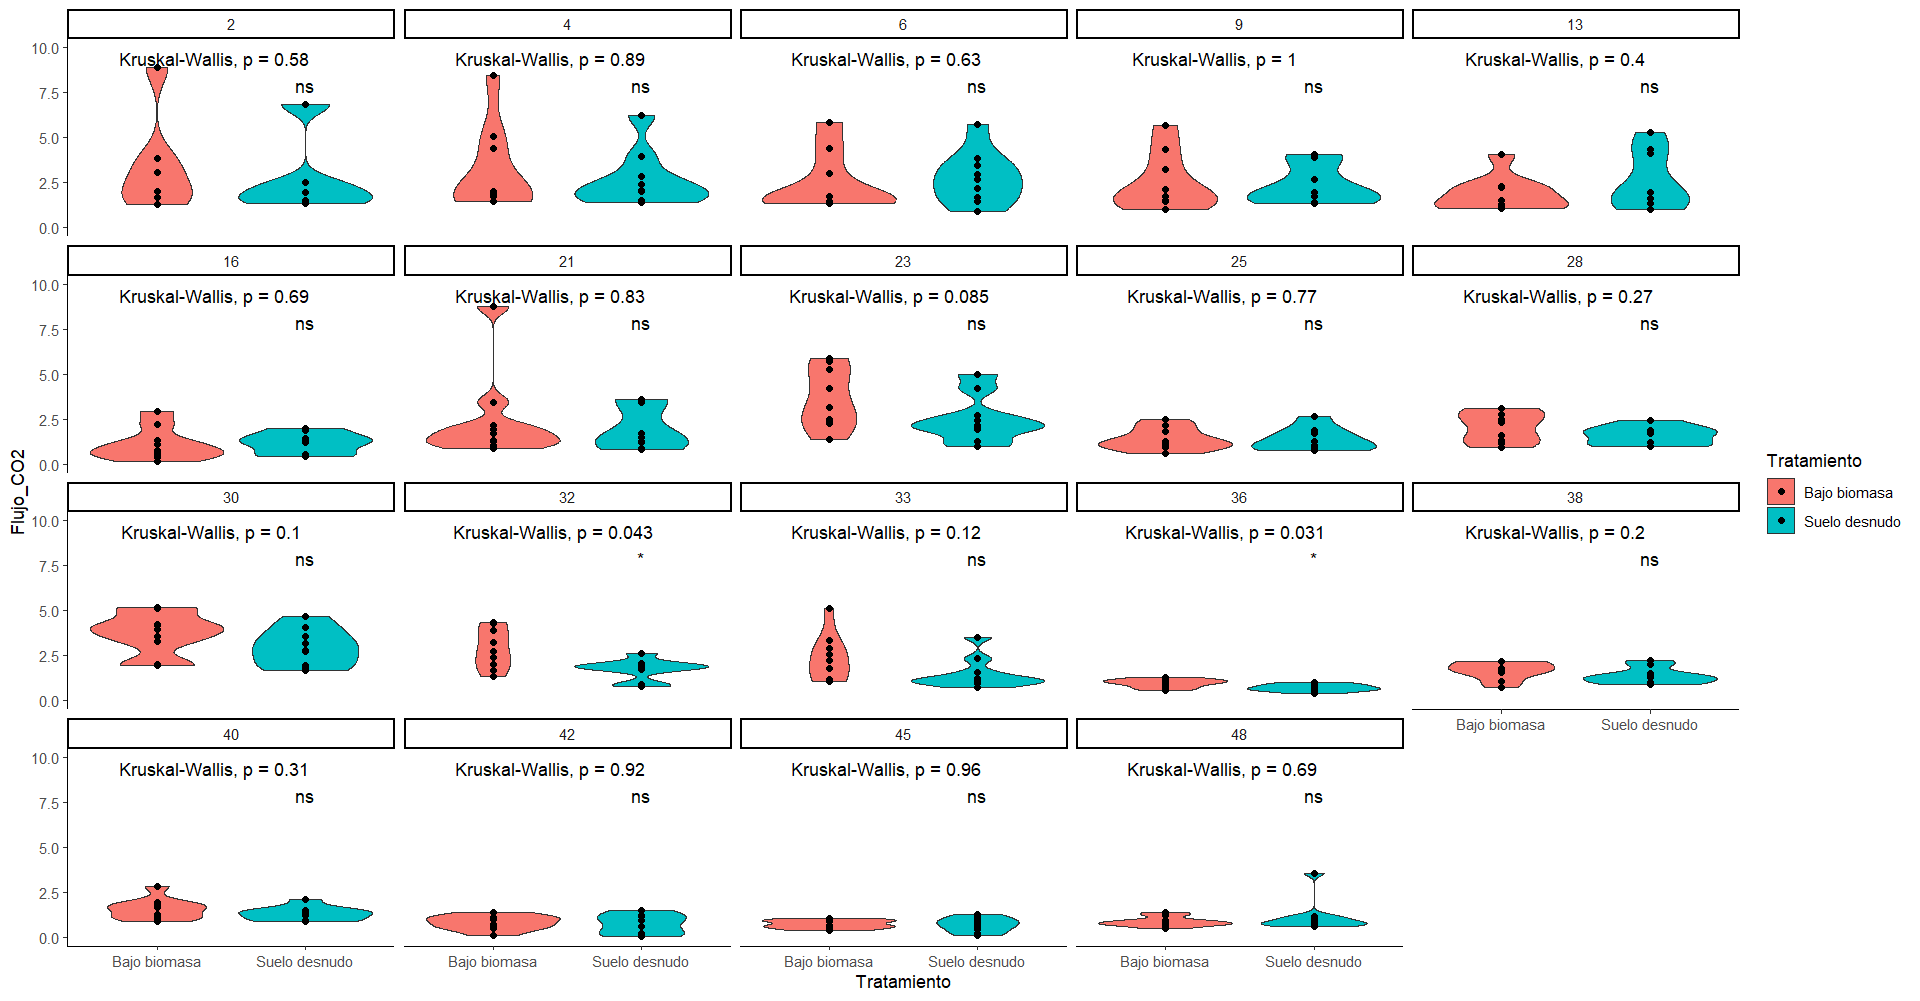 2 4 6 9 13
10.0 Kruskal-Wallis, p = 0.58 Kruskal-Wallis, p = 0.89 Kruskal-Wallis, p = 0.63 Kruskal-Wallis, p = 1 Kruskal-Wallis, p = 0.4
7.5 ns ns ns ns ns
5.0
2.5
0.0
16 21 23 25 28
10.0 Kruskal-Wallis, p = 0.69 Kruskal-Wallis, p = 0.83 Kruskal-Wallis, p = 0.085 Kruskal-Wallis, p = 0.77 Kruskal-Wallis, p = 0.27
7.5 ns ns ns ns ns
5.0
2.5
0.0
Flujo_CO2
30 32 33 36 38
10.0 Kruskal-Wallis, p = 0.1 Kruskal-Wallis, p = 0.043 Kruskal-Wallis, p = 0.12 Kruskal-Wallis, p = 0.031 Kruskal-Wallis, p = 0.2
7.5 ns * ns * ns
5.0
2.5
0.0
Bajo biomasa Suelo desnudo
40 42 45 48
10.0 Kruskal-Wallis, p = 0.31 Kruskal-Wallis, p = 0.92 Kruskal-Wallis, p = 0.96 Kruskal-Wallis, p = 0.69
7.5 ns ns ns ns
5.0
2.5
0.0
Bajo biomasa Suelo desnudo Bajo biomasa Suelo desnudo Bajo biomasa Suelo desnudo Bajo biomasa Suelo desnudo
Tratamiento
Tratamiento
Bajo biomasa
Suelo desnudo